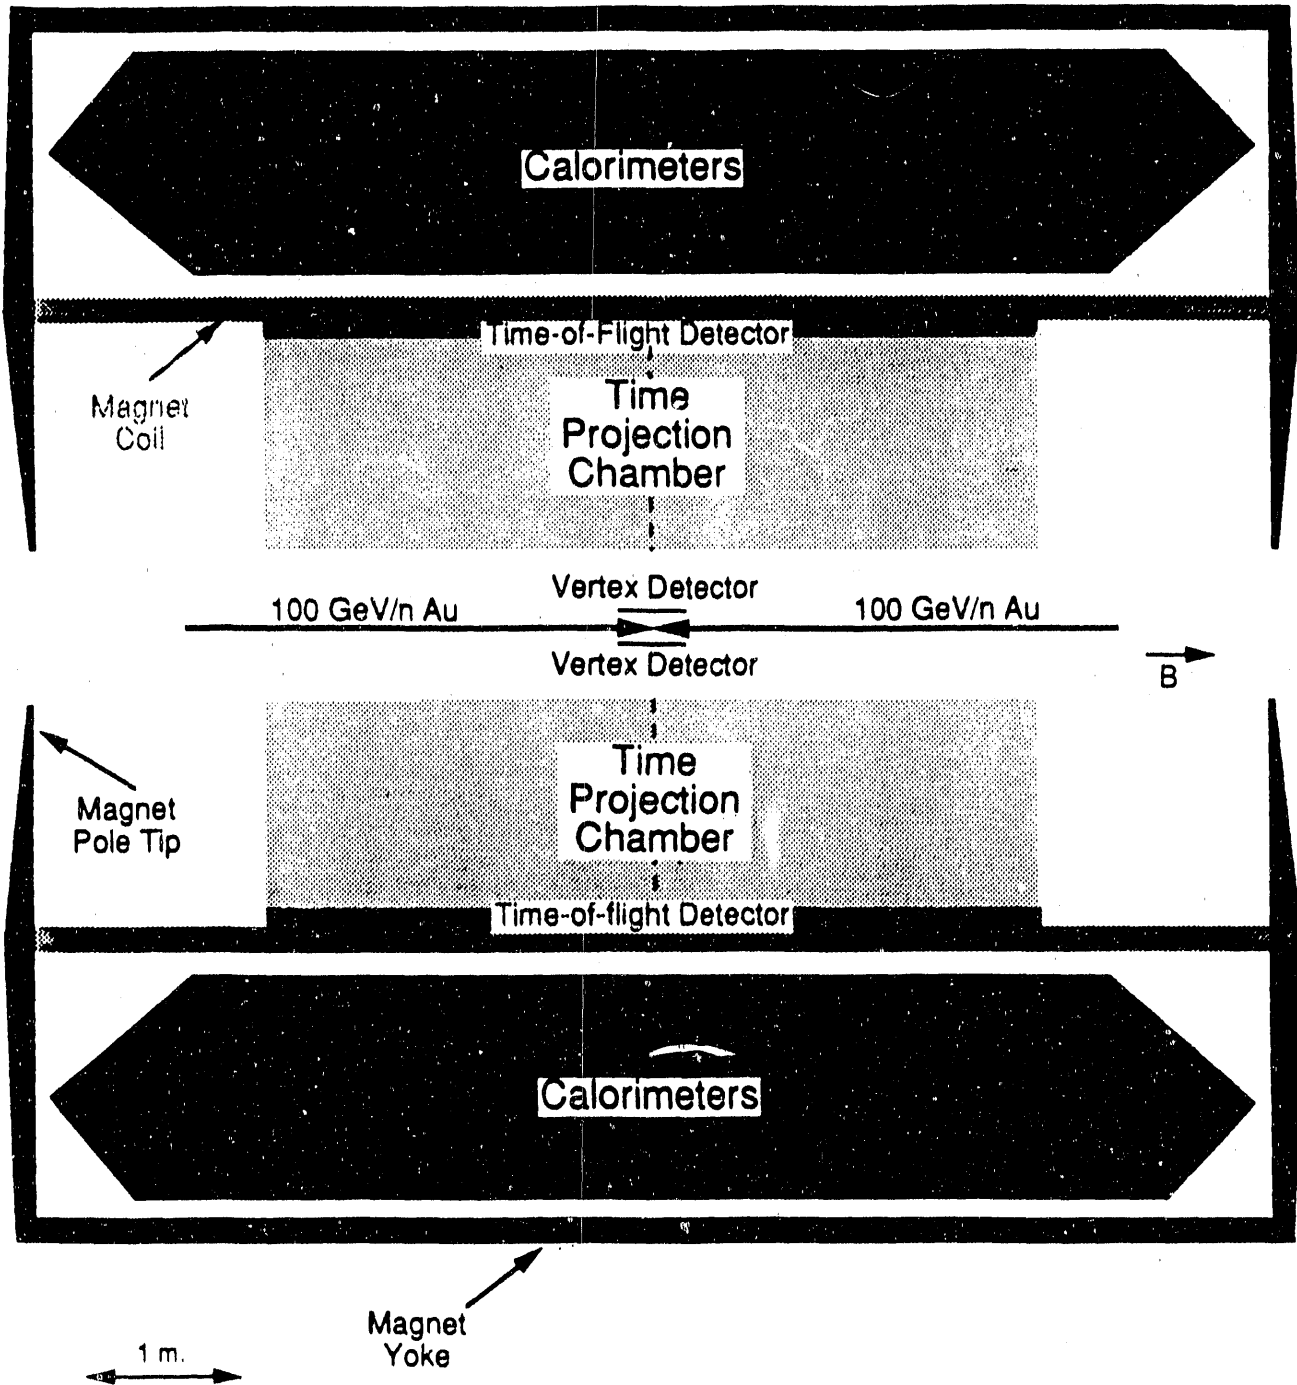 Calorimeters
Time-of-Flight Detector
Time
Projection
Chamber
Magnet
Coil
Vertex Detector
100 GeV/n Au
100 GeV/n Au
Vertex Detector
B
Time
Projection
Chamber
Magnet
Pole Tip
Time-of-flight Detector
Calorimeters
Magnet
Yoke
1 m.